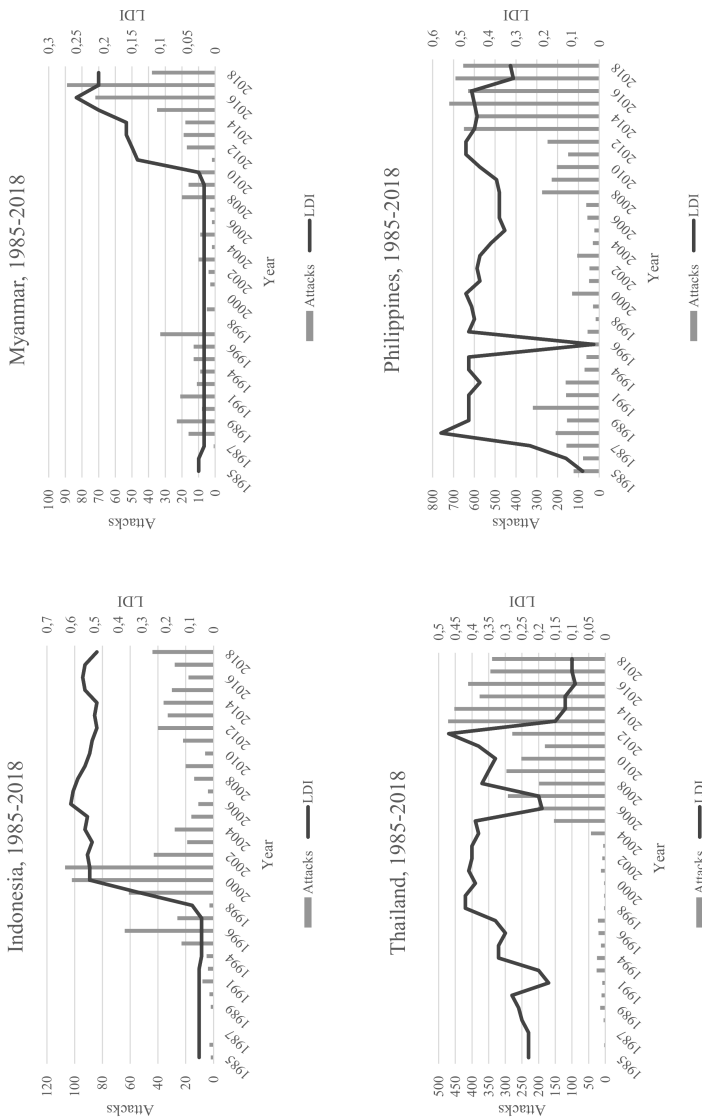 Indonesia, 1985-2018
120
100
80
60
40
20
0
Attacks
0,7
0,6
0,5
0,4
0,3
0,2
0,1
0
LDI
1985 1987 1989 1991 1994 1996 1998 2000 2002 2004 2006 2008 2010 2012 2014 2016 2018
Year
Attacks LDI
Myanmar, 1985-2018
100
90
80
70
60
50
40
30
20
10
0
Attacks
0,3
0,25
0,2
0,15
0,1
0,05
0
LDI
1985 1987 1989 1991 1994 1996 1998 2000 2002 2004 2006 2008 2010 2012 2014 2016 2018
Year
Attacks LDI
Thailand, 1985-2018
500
450
400
350
300
250
200
150
100
50
0
Attacks
0,5
0,45
0,4
0,35
0,3
0,25
0,2
0,15
0,1
0,05
0
LDI
1985 1987 1989 1991 1994 1996 1998 2000 2002 2004 2006 2008 2010 2012 2014 2016 2018
Year
Attacks LDI
Philippines, 1985-2018
800
700
600
500
400
300
200
100
0
Attacks
0,6
0,5
0,4
0,3
0,2
0,1
0
LDI
1985 1987 1989 1991 1994 1996 1998 2000 2002 2004 2006 2008 2010 2012 2014 2016 2018
Year
Attacks LDI